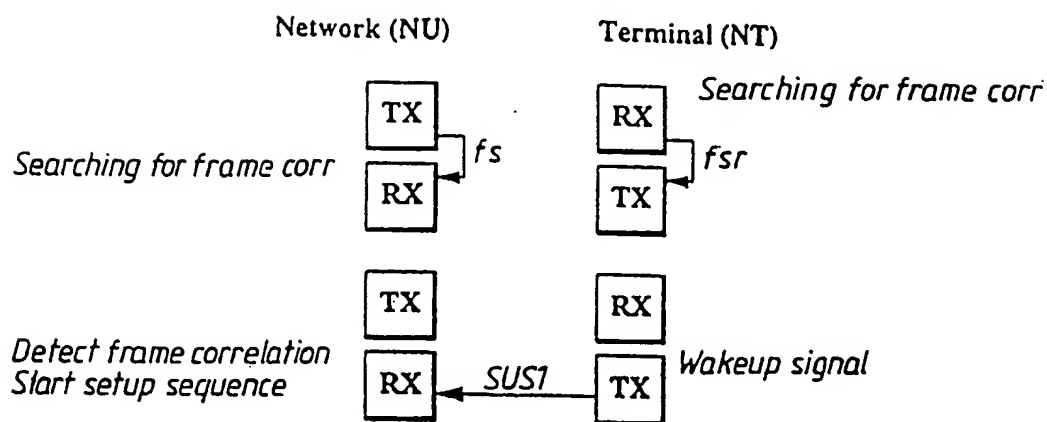 Network (NU)
Terminal (NT)
TX
RX
Searching for frame corr
Searching for frame corr
fs
fsr
RX
TX
TX
RX
Detect frame correlation
Start setup sequence
RX
SUS1
TX
Wakeup signal